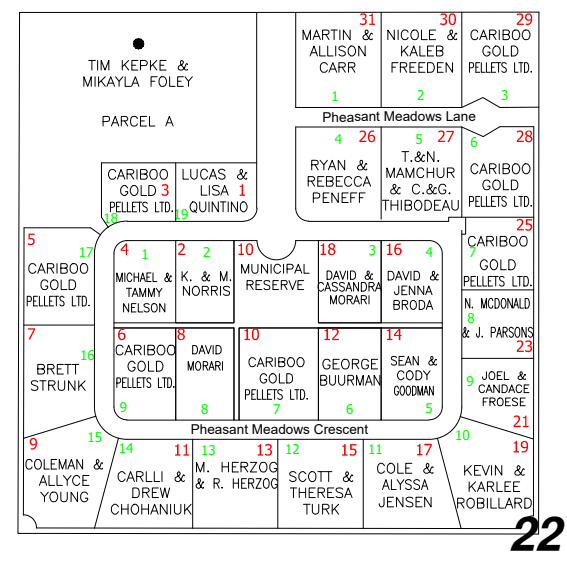 TIM KEPKE &
MIKAYLA FOLEY
PARCEL A
31
MARTIN &
ALLISON
CARR
1
30
NICOLE &
KALEB
FREEDEN
2
29
CARIBOO
GOLD
PELLETS LTD.
3
Pheasant Meadows Lane
4 26
RYAN &
REBECCA
PENEFF
5 27
T.&N.
MAMCHUR
& C.&G.
THIBODEAU
28
6
CARIBOO
GOLD
PELLETS LTD.
CARIBOO
GOLD 3
PELLETS LTD.
18
LUCAS &
LISA 1
QUINTINO
19
5
17
CARIBOO
GOLD
PELLETS LTD.
4 1
MICHAEL &
TAMMY
NELSON
2 2
K. & M.
NORRIS
10
MUNICIPAL
RESERVE
18 3
DAVID &
CASSANDRA
MORARI
16 4
DAVID &
JENNA
BRODA
25
CARIBOO
7
GOLD
PELLETS LTD.
N. MCDONALD
8
& J. PARSONS
23
7
16
BRETT
STRUNK
6
CARIBOO
GOLD
PELLETS LTD.
9
8
DAVID
MORARI
8
10
CARIBOO
GOLD
PELLETS LTD.
7
12
GEORGE
BUURMAN
6
14
SEAN &
CODY
GOODMAN
5
9
JOEL &
CANDACE
FROESE
21
Pheasant Meadows Crescent
9 15
COLEMAN &
ALLYCE
YOUNG
14 11
CARLLI &
DREW
CHOHANIUK
13 13
M. HERZOG
& R. HERZOG
12 15
SCOTT &
THERESA
TURK
11 17
COLE &
ALYSSA
JENSEN
10 19
KEVIN &
KARLEE
ROBILLARD
22